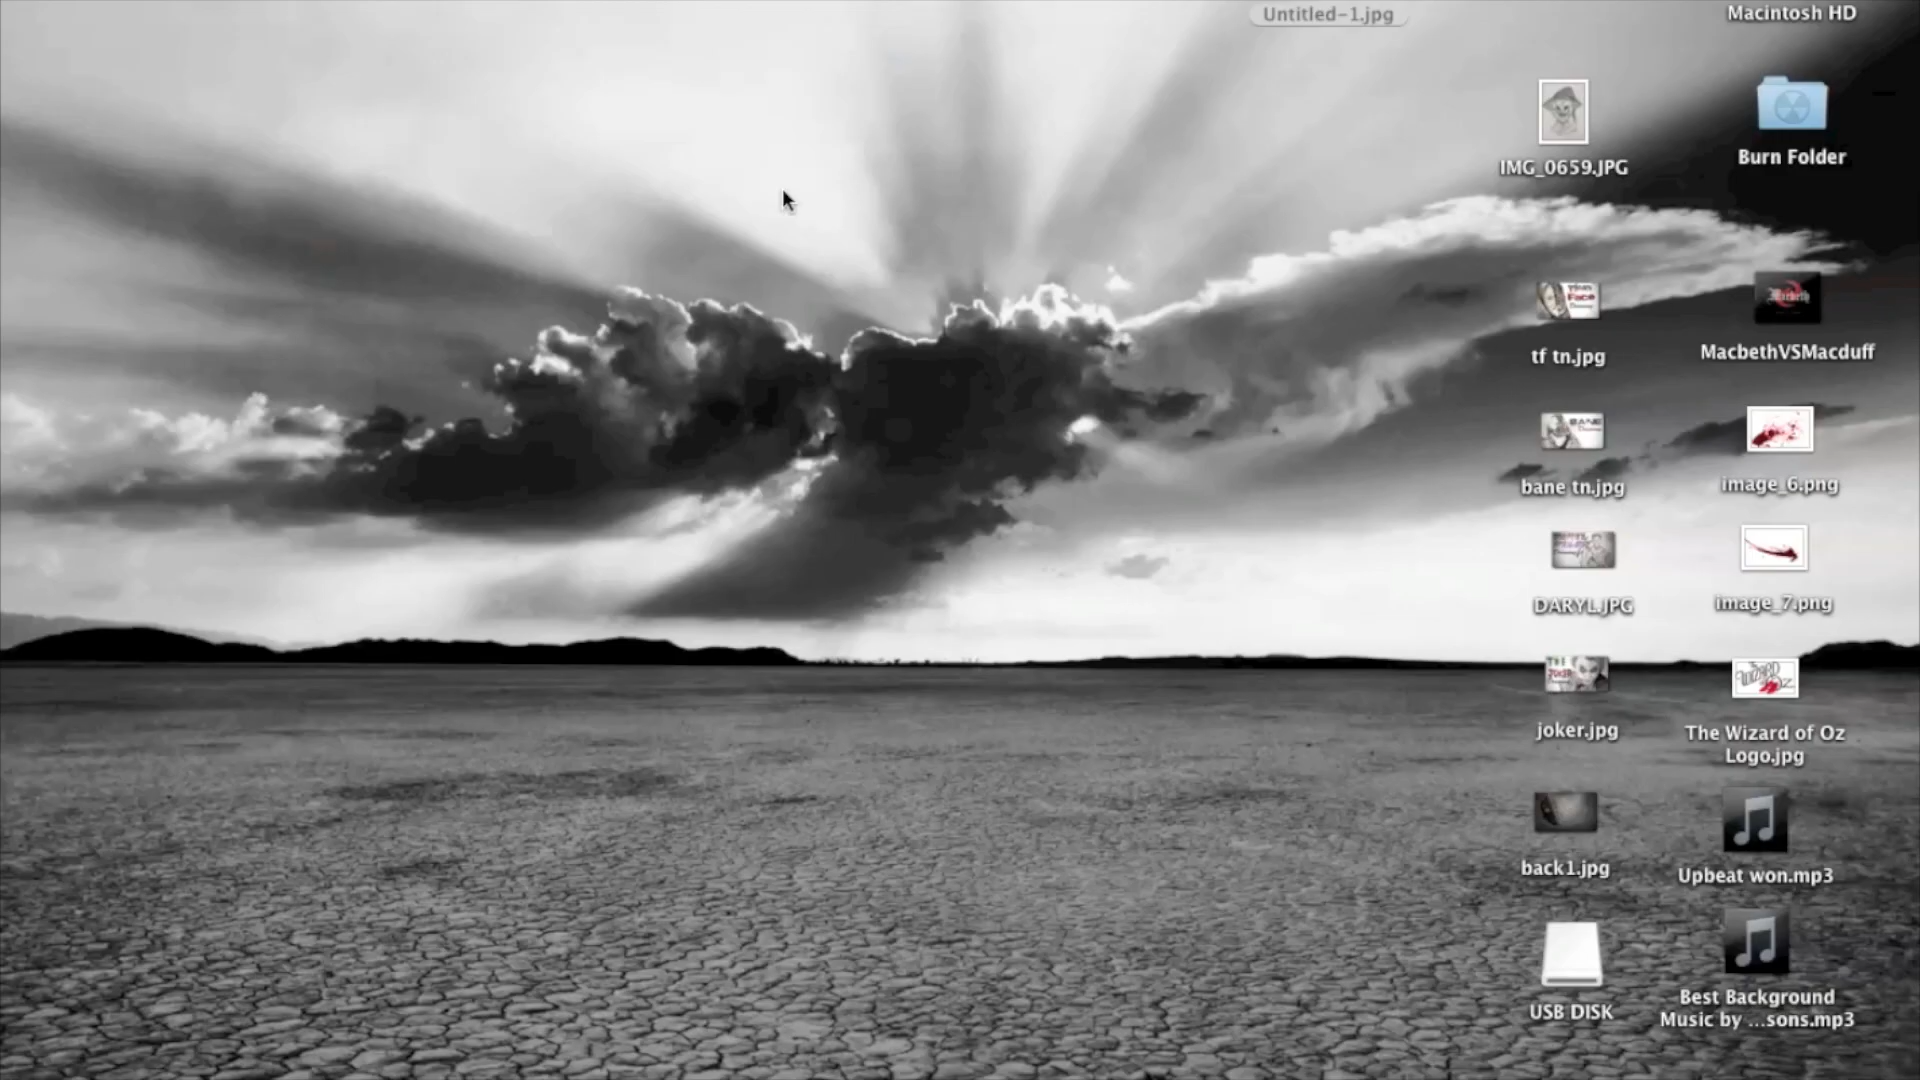 Untitled-1.jpg
Macintosh HD
IMG_0659.JPG
Burn Folder
tf tn.jpg
Macbeth
MacbethVSMacduff
bane tn.jpg
image_6.png
DARYL.JPG
image_7.png
joker.jpg
The Wizard of Oz
Logo.jpg
back1.jpg
Upbeat won.mp3
USB DISK
Best Background
Music by ...sons.mp3